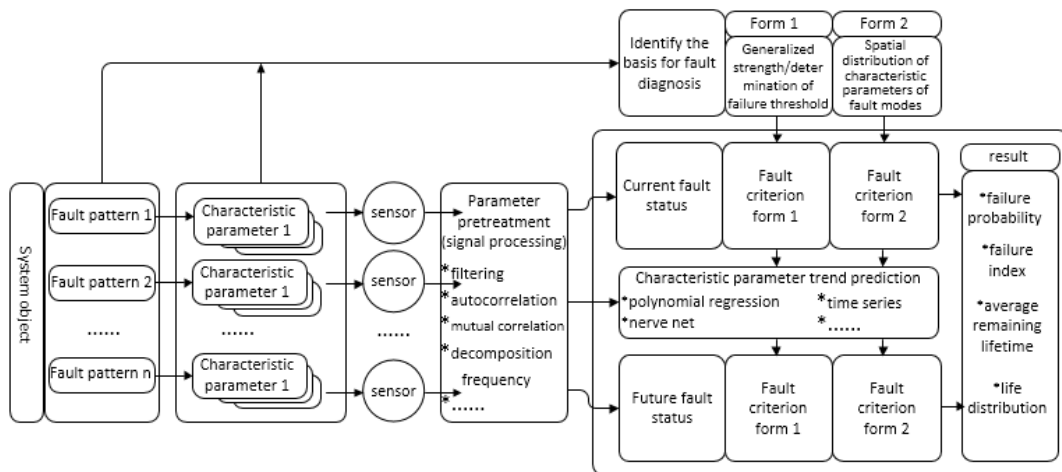 Identify the
basis for fault
diagnosis
Form 1
Generalized
strength/deter
mination of
failure threshold
Form 2
Spatial
distribution of
characteristic
parameters of
fault modes
System object
Fault pattern 1
Fault pattern 2
......
Fault pattern n
Characteristic
parameter 1
Characteristic
parameter 1
......
Characteristic
parameter 1
sensor
sensor
......
sensor
Parameter
pretreatment
(signal processing)
*filtering
*autocorrelation
*mutual correlation
*decomposition
frequency
*......
Current fault
status
Fault
criterion
form 1
Fault
criterion
form 2
Characteristic parameter trend prediction
*polynomial regression
*time series
*nerve net
*......
Future fault
status
Fault
criterion
form 1
Fault
criterion
form 2
result
*failure
probability
*failure
index
*average
remaining
lifetime
*life
distribution